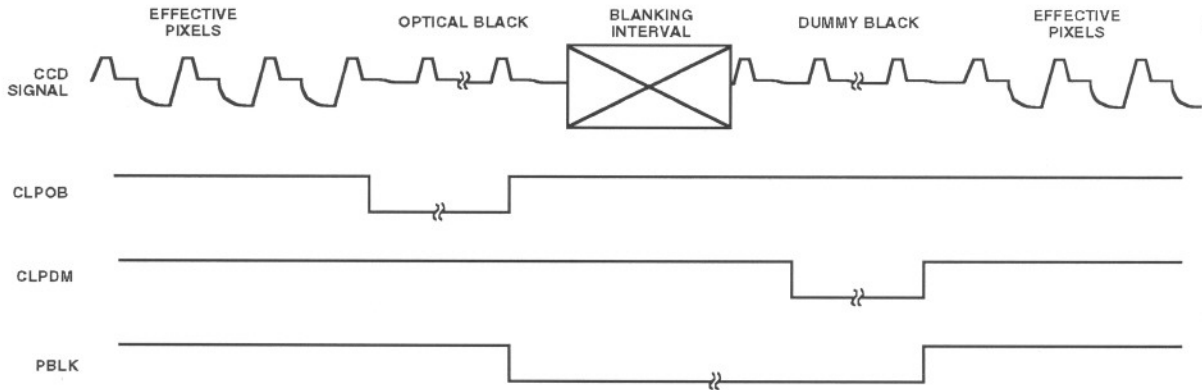 EFFECTIVE
PIXELS
OPTICAL BLACK
BLANKING
INTERVAL
DUMMY BLACK
EFFECTIVE
PIXELS
CCD
SIGNAL
CLPOB
CLPDM
PBLK